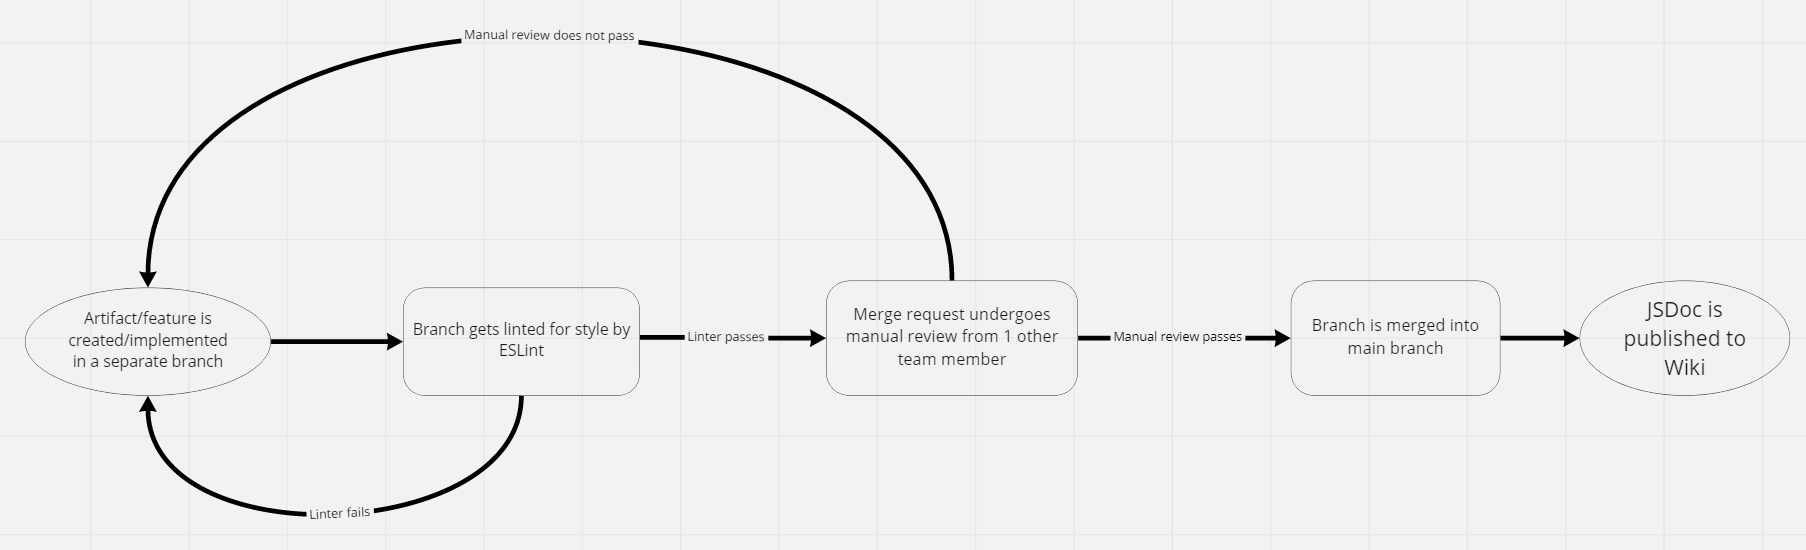 Manual review does not pass
Artifact/feature is
created/implemented
in a separate branch
Branch gets linted for style by
ESLint
Linter passes
Merge request undergoes
manual review from 1 other
team member
Manual review passes
Branch is merged into
main branch
JSDoc is
published to
Wiki
Linter fails